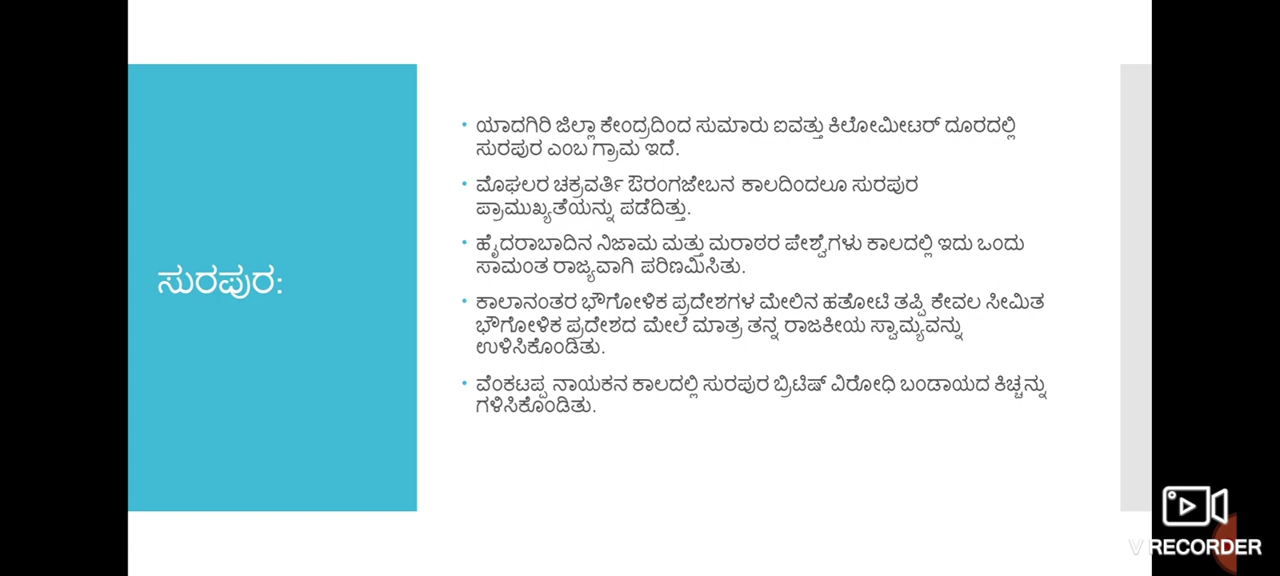 ಸುರಪುರ:
• ಯಾದಗಿರಿ ಜಿಲ್ಲಾ ಕೇಂದ್ರದಿಂದ ಸುಮಾರು ಐವತ್ತು ಕಿಲೋಮೀಟರ್ ದೂರದಲ್ಲಿ
ಸುರಪುರ ಎಂಬ ಗ್ರಾಮ ಇದೆ.
• ಮೊಘಲರ ಚಕ್ರವರ್ತಿ ಔರಂಗಜೇಬನ ಕಾಲದಿಂದಲೂ ಸುರಪುರ
ಪ್ರಾಮುಖ್ಯತೆಯನ್ನು ಪಡೆದಿತ್ತು.
• ಹೈದರಾಬಾದಿನ ನಿಜಾಮ ಮತ್ತು ಮರಾಠರ ಪೇಶ್ವೆಗಳು ಕಾಲದಲ್ಲಿ ಇದು ಒಂದು
ಸಾಮಂತ ರಾಜ್ಯವಾಗಿ ಪರಿಣಮಿಸಿತು.
• ಕಾಲಾನಂತರ ಭೌಗೋಳಿಕ ಪ್ರದೇಶಗಳ ಮೇಲಿನ ಹತೋಟಿ ತಪ್ಪಿ ಕೇವಲ ಸೀಮಿತ
ಭೌಗೋಳಿಕ ಪ್ರದೇಶದ ಮೇಲೆ ಮಾತ್ರ ತನ್ನ ರಾಜಕೀಯ ಸ್ವಾಮ್ಯವನ್ನು
ಉಳಿಸಿಕೊಂಡಿತು.
• ವೆಂಕಟಪ್ಪ ನಾಯಕನ ಕಾಲದಲ್ಲಿ ಸುರಪುರ ಬ್ರಿಟಿಷ್ ವಿರೋಧಿ ಬಂಡಾಯದ ಕಿಚ್ಚನ್ನು
ಗಳಿಸಿಕೊಂಡಿತು.
V RECORDER